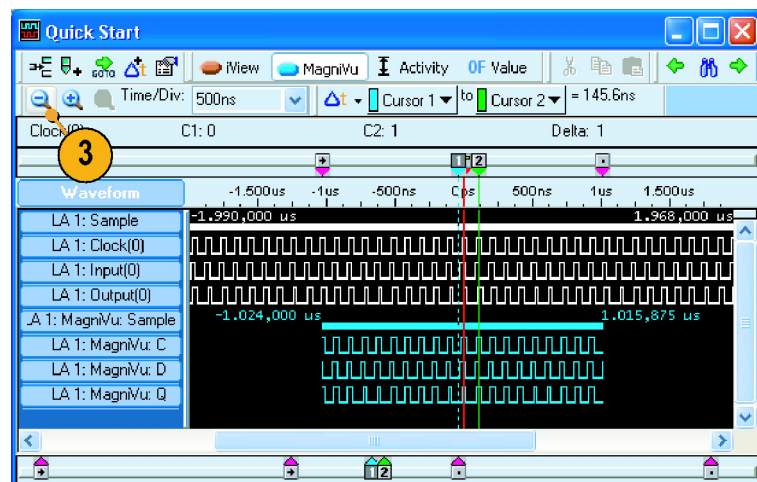 Quick Start
GOTO Δt iView MagniVu Activity 0F Value
Time/Div: 500ns Δt Cursor 1 to Cursor 2 = 145.6ns
3
C1: 0 C2: 1 Delta: 1
1 2
Waveform -1.500us -1us -500ns 0ps 500ns 1us 1.500us
LA 1: Sample -1.990,000 us 1.968,000 us
LA 1: Clock(0)
LA 1: Input(0)
LA 1: Output(0)
LA 1: MagniVu: Sample -1.024,000 us 1.015,875 us
LA 1: MagniVu: C
LA 1: MagniVu: D
LA 1: MagniVu: Q
1 2